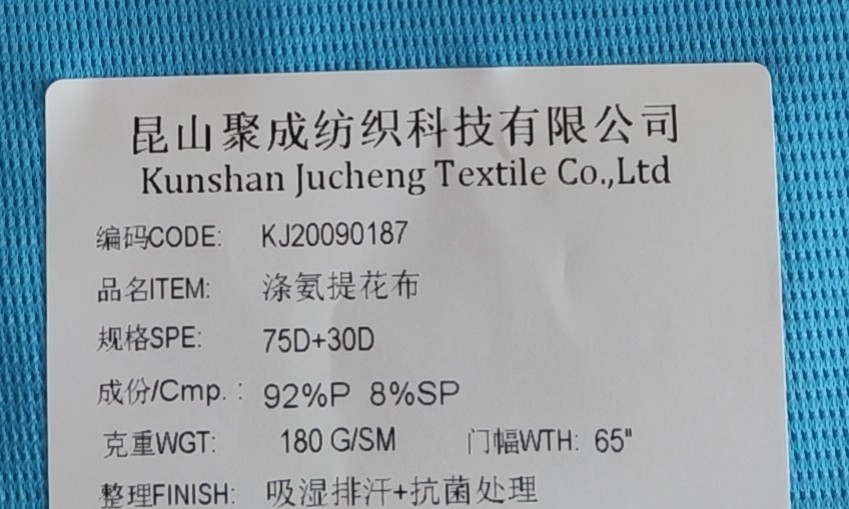 昆山聚成纺织科技有限公司
Kunshan Jucheng Textile Co.,Ltd
编码CODE: KJ20090187
品名ITEM: 涤氨提花布
规格SPE: 75D+30D
成份/Cmp.: 92%P 8%SP
克重WGT: 180 G/SM 门幅WTH: 65"
整理FINISH: 吸湿排汗+抗菌处理